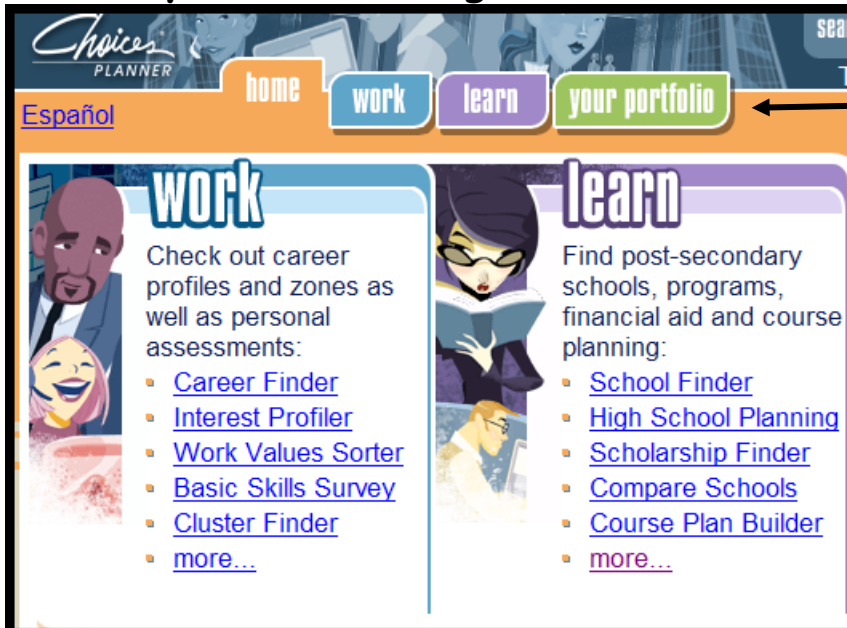 Choices
PLANNER
home
work
learn
your portfolio
Español
work
Check out career
profiles and zones as
well as personal
assessments:
Career Finder
Interest Profiler
Work Values Sorter
Basic Skills Survey
Cluster Finder
more...
learn
Find post-secondary
schools, programs,
financial aid and course
planning:
School Finder
High School Planning
Scholarship Finder
Compare Schools
Course Plan Builder
more...